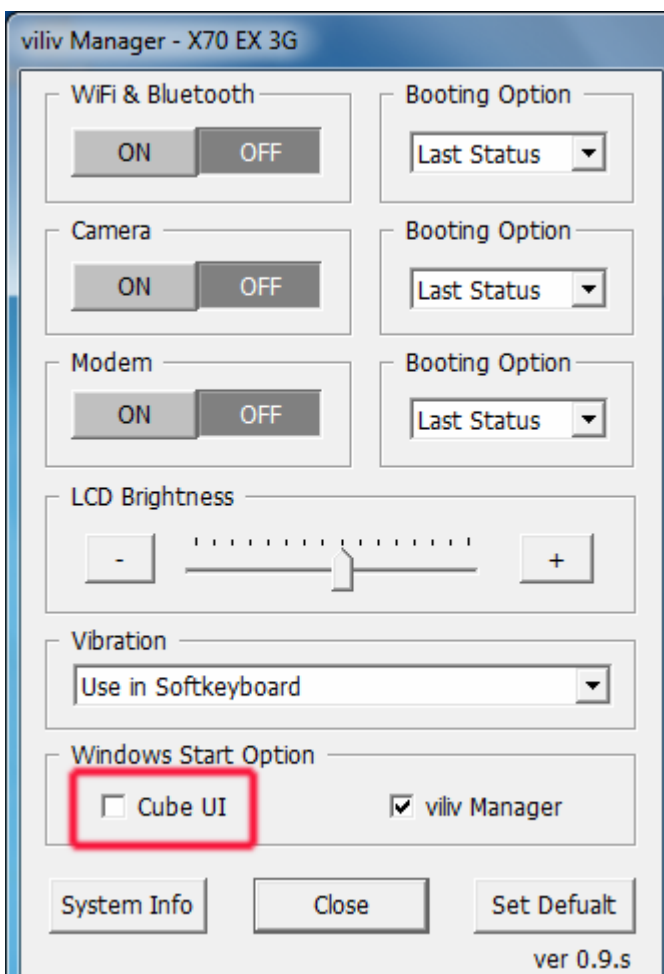 viliv Manager - X70 EX 3G
WiFi & Bluetooth Booting Option
ON OFF Last Status
Camera Booting Option
ON OFF Last Status
Modem Booting Option
ON OFF Last Status
LCD Brightness
- +
Vibration
Use in Softkeyboard
Windows Start Option
Cube UI viliv Manager
System Info Close Set Defualt
ver 0.9.s